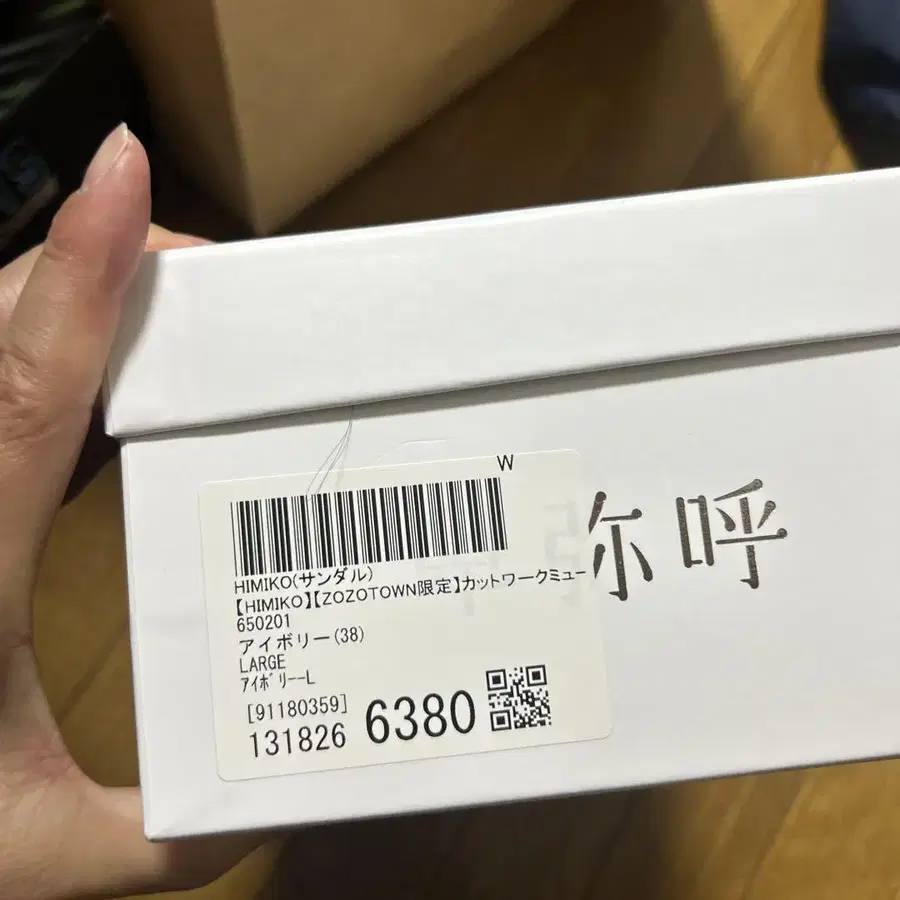 W
HIMIKO(サンダル)
【HIMIKO】【ZOZOTOWN限定】カットワークミュー
650201
アイボリー(38)
LARGE
ｱｲﾎﾞﾘｰ--L
[91180359]
131826 6380
弥呼